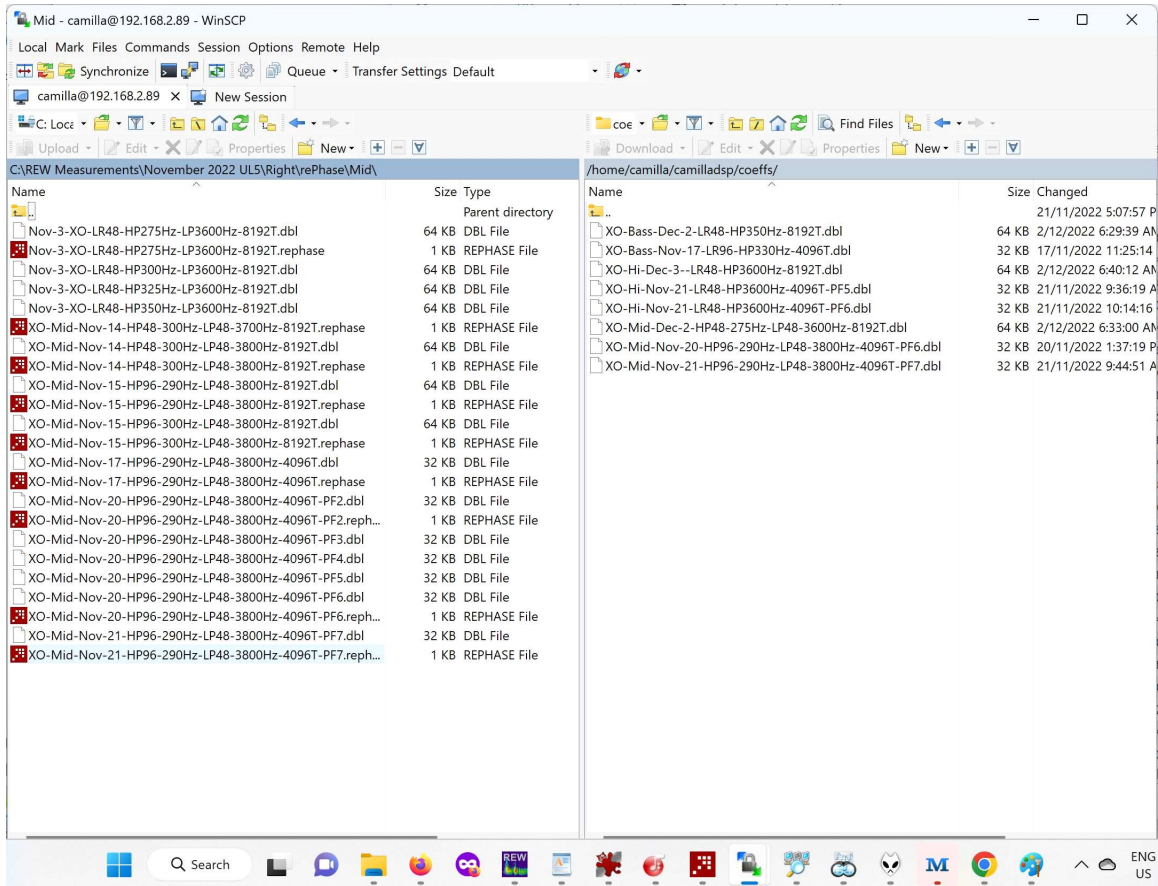 Mid - camilla@192.168.2.89 - WinSCP
Local Mark Files Commands Session Options Remote Help
Synchronize Queue Transfer Settings Default
camilla@192.168.2.89 New Session
C: Loca coe Find Files
Upload Edit Properties New Download Edit Properties New
C:\REW Measurements\November 2022 UL5\Right\rePhase\Mid\
Name Size Type
.. Parent directory
Nov-3-XO-LR48-HP275Hz-LP3600Hz-8192T.dbl 64 KB DBL File
Nov-3-XO-LR48-HP275Hz-LP3600Hz-8192T.rephase 1 KB REPHASE File
Nov-3-XO-LR48-HP300Hz-LP3600Hz-8192T.dbl 64 KB DBL File
Nov-3-XO-LR48-HP325Hz-LP3600Hz-8192T.dbl 64 KB DBL File
Nov-3-XO-LR48-HP350Hz-LP3600Hz-8192T.dbl 64 KB DBL File
XO-Mid-Nov-14-HP48-300Hz-LP48-3700Hz-8192T.rephase 1 KB REPHASE File
XO-Mid-Nov-14-HP48-300Hz-LP48-3800Hz-8192T.dbl 64 KB DBL File
XO-Mid-Nov-14-HP48-300Hz-LP48-3800Hz-8192T.rephase 1 KB REPHASE File
XO-Mid-Nov-15-HP96-290Hz-LP48-3800Hz-8192T.dbl 64 KB DBL File
XO-Mid-Nov-15-HP96-290Hz-LP48-3800Hz-8192T.rephase 1 KB REPHASE File
XO-Mid-Nov-15-HP96-300Hz-LP48-3800Hz-8192T.dbl 64 KB DBL File
XO-Mid-Nov-15-HP96-300Hz-LP48-3800Hz-8192T.rephase 1 KB REPHASE File
XO-Mid-Nov-17-HP96-290Hz-LP48-3800Hz-4096T.dbl 32 KB DBL File
XO-Mid-Nov-17-HP96-290Hz-LP48-3800Hz-4096T.rephase 1 KB REPHASE File
XO-Mid-Nov-20-HP96-290Hz-LP48-3800Hz-4096T-PF2.dbl 32 KB DBL File
XO-Mid-Nov-20-HP96-290Hz-LP48-3800Hz-4096T-PF2.reph... 1 KB REPHASE File
XO-Mid-Nov-20-HP96-290Hz-LP48-3800Hz-4096T-PF3.dbl 32 KB DBL File
XO-Mid-Nov-20-HP96-290Hz-LP48-3800Hz-4096T-PF4.dbl 32 KB DBL File
XO-Mid-Nov-20-HP96-290Hz-LP48-3800Hz-4096T-PF5.dbl 32 KB DBL File
XO-Mid-Nov-20-HP96-290Hz-LP48-3800Hz-4096T-PF6.dbl 32 KB DBL File
XO-Mid-Nov-20-HP96-290Hz-LP48-3800Hz-4096T-PF6.reph... 1 KB REPHASE File
XO-Mid-Nov-21-HP96-290Hz-LP48-3800Hz-4096T-PF7.dbl 32 KB DBL File
XO-Mid-Nov-21-HP96-290Hz-LP48-3800Hz-4096T-PF7.reph... 1 KB REPHASE File
/home/camilla/camilladsp/coeffs/
Name Size Changed
.. 21/11/2022 5:07:57 P
XO-Bass-Dec-2-LR48-HP350Hz-8192T.dbl 64 KB 2/12/2022 6:29:39 AM
XO-Bass-Nov-17-LR96-HP330Hz-4096T.dbl 32 KB 17/11/2022 11:25:14
XO-Hi-Dec-3--LR48-HP3600Hz-8192T.dbl 64 KB 2/12/2022 6:40:12 AM
XO-Hi-Nov-21-LR48-HP3600Hz-4096T-PF5.dbl 32 KB 21/11/2022 9:36:19 A
XO-Hi-Nov-21-LR48-HP3600Hz-4096T-PF6.dbl 32 KB 21/11/2022 10:14:16
XO-Mid-Dec-2-HP48-275Hz-LP48-3600Hz-8192T.dbl 64 KB 2/12/2022 6:33:00 AM
XO-Mid-Nov-20-HP96-290Hz-LP48-3800Hz-4096T-PF6.dbl 32 KB 20/11/2022 1:37:19 P
XO-Mid-Nov-21-HP96-290Hz-LP48-3800Hz-4096T-PF7.dbl 32 KB 21/11/2022 9:44:51 A
Search REW M ENG
US